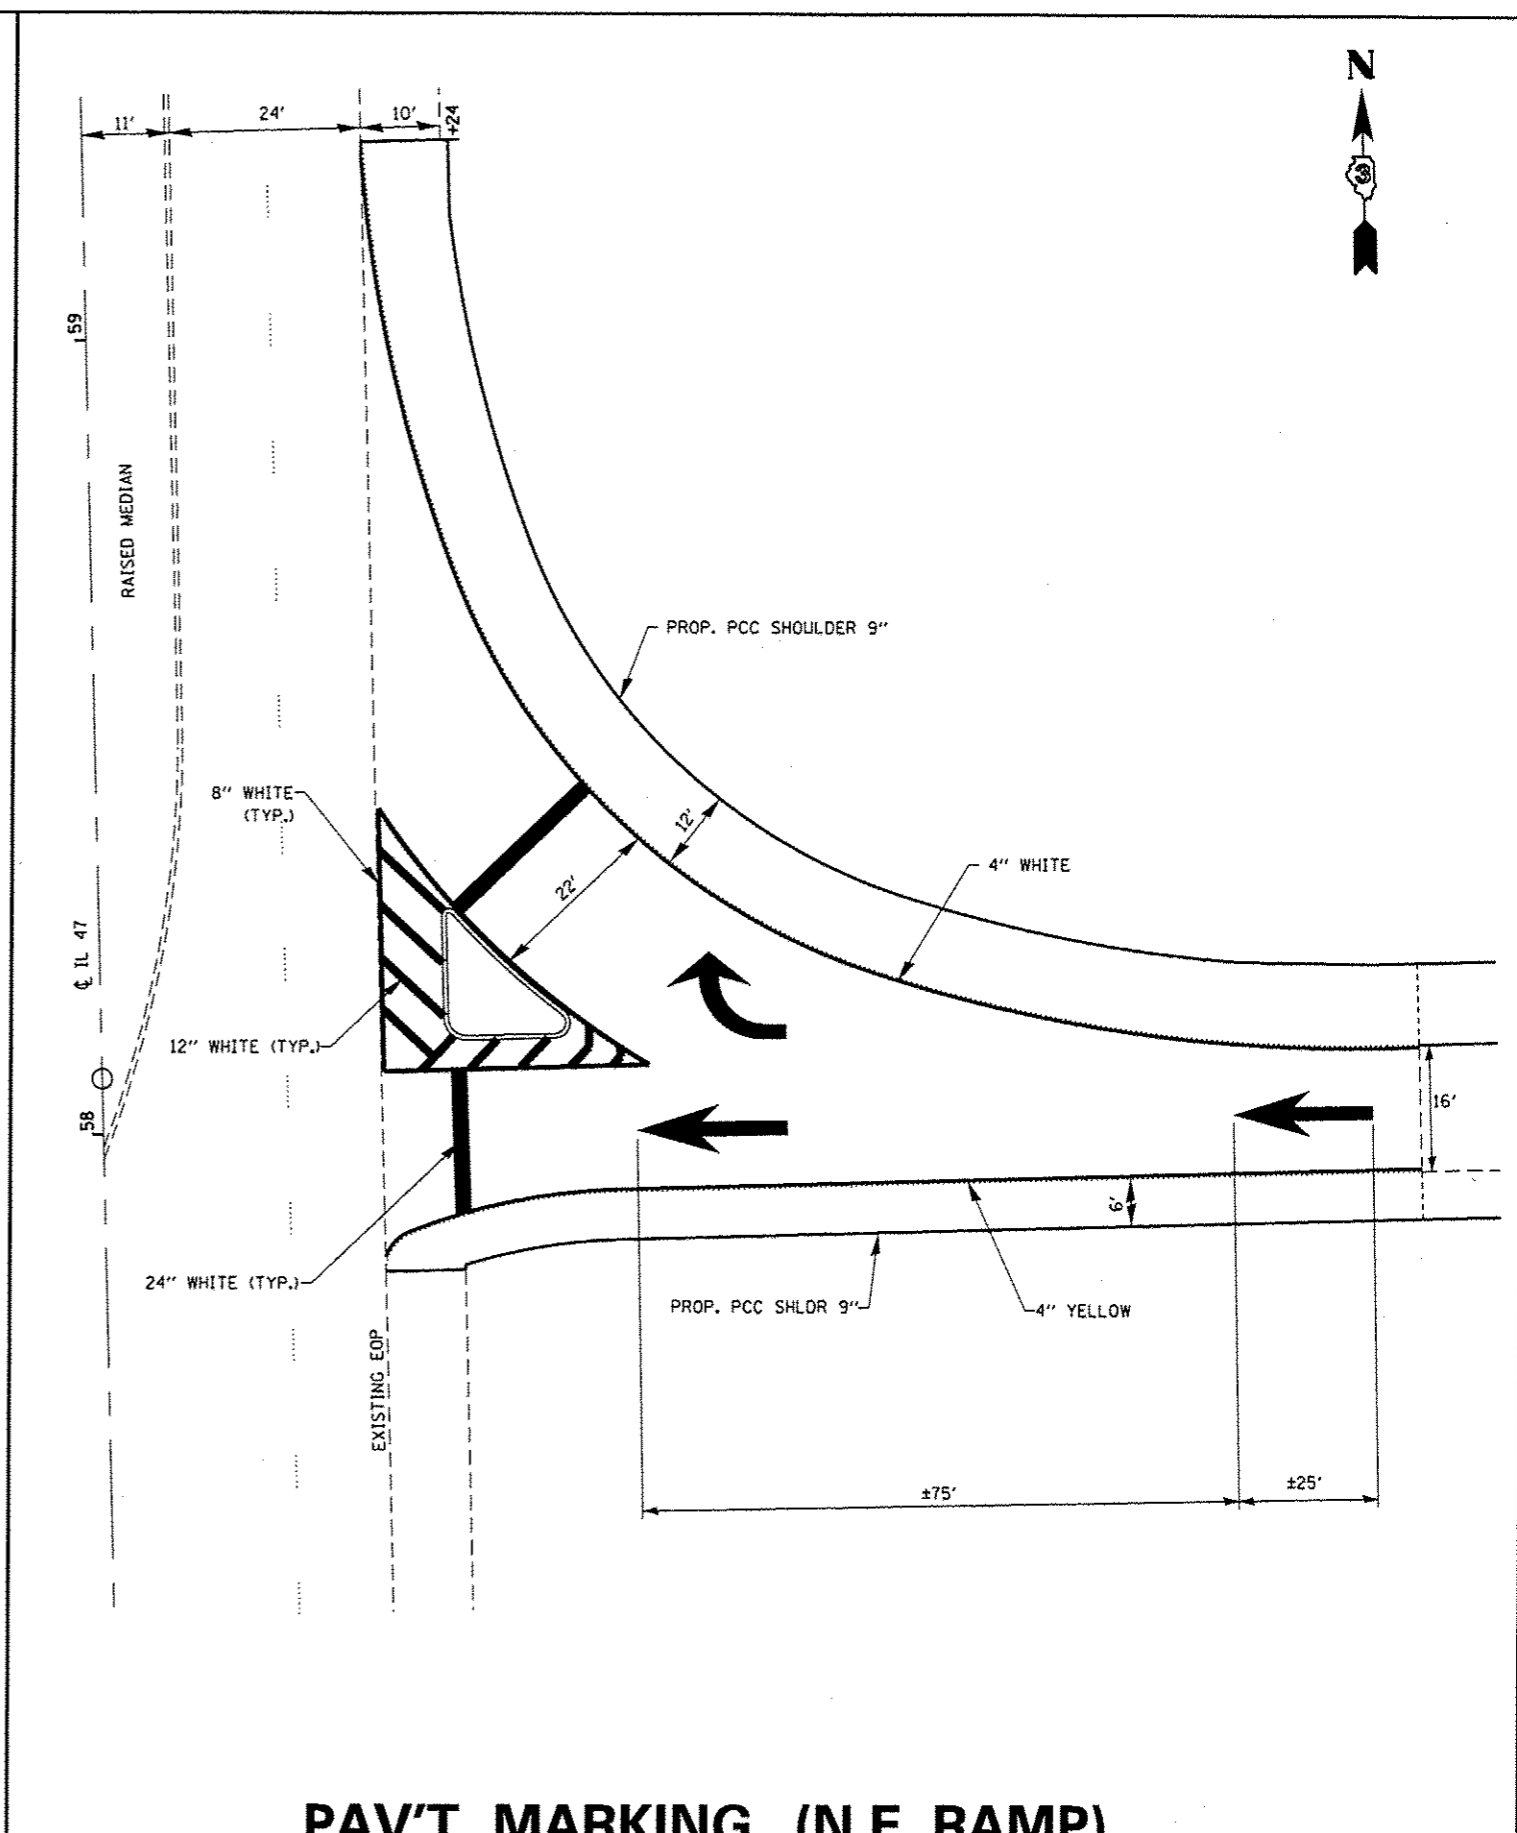 N
11'
24'
10'
+24
59
RAISED MEDIAN
PROP. PCC SHOULDER 9"
8" WHITE
(TYP.)
12'
22'
4" WHITE
℄ IL 47
12" WHITE (TYP.)
58
16'
6'
24" WHITE (TYP.)
PROP. PCC SHLDR 9"
4" YELLOW
EXISTING EOP
±75'
±25'
PAV'T MARKING (N.E. RAMP)